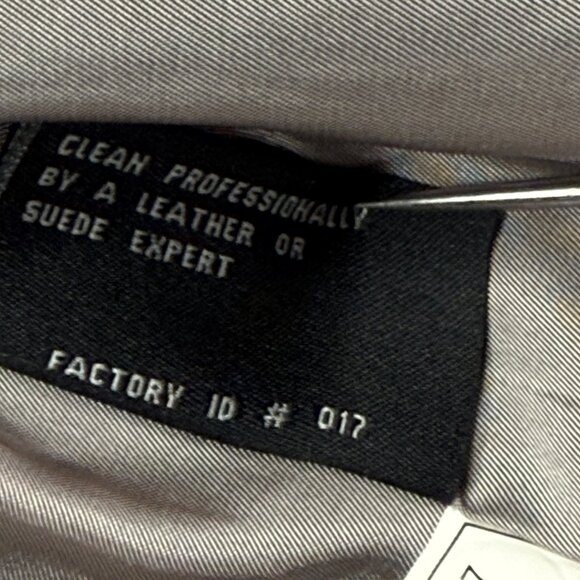 CLEAN PROFESSIONALLY
BY A LEATHER OR
SUEDE EXPERT
FACTORY ID # 017